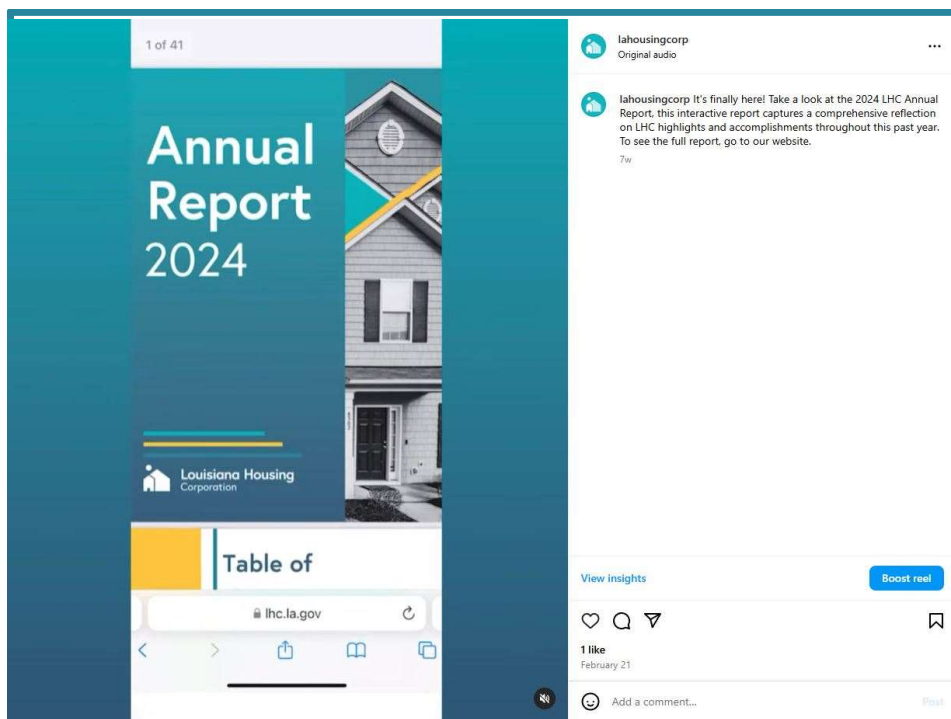 1 of 41
Annual
Report
2024
Louisiana Housing
Corporation
Table of
lhc.la.gov
lahousingcorp
Original audio
lahousingcorp It's finally here! Take a look at the 2024 LHC Annual
Report, this interactive report captures a comprehensive reflection
on LHC highlights and accomplishments throughout this past year.
To see the full report, go to our website.
7w
View insights
Boost reel
1 like
February 21
Add a comment...
Post